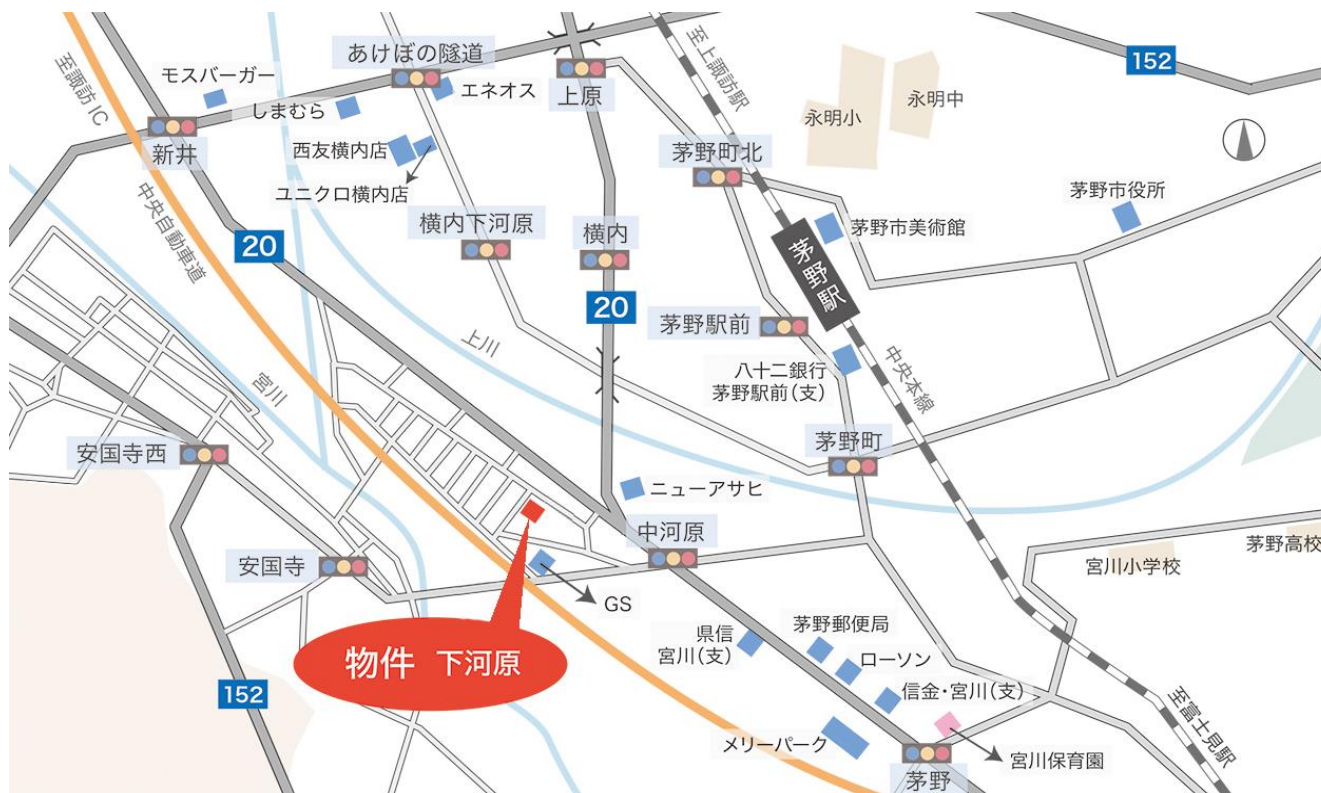 あけぼの隧道
152
至上諏訪駅
永明中
モスバーガー
エネオス
上原
至諏訪IC
しまむら
永明小
新井
西友横内店
茅野町北
ユニクロ横内店
茅野市役所
中央自動車道
横内下河原
横内
茅野市美術館
20
茅野駅
20
茅野駅前
上川
中央本線
八十二銀行
茅野駅前(支)
宮川
安国寺西
茅野町
ニューアサヒ
中河原
茅野高校
安国寺
宮川小学校
GS
茅野郵便局
県信
宮川(支)
ローソン
物件 下河原
信金・宮川(支)
152
至富士見駅
メリーパーク
宮川保育園
茅野